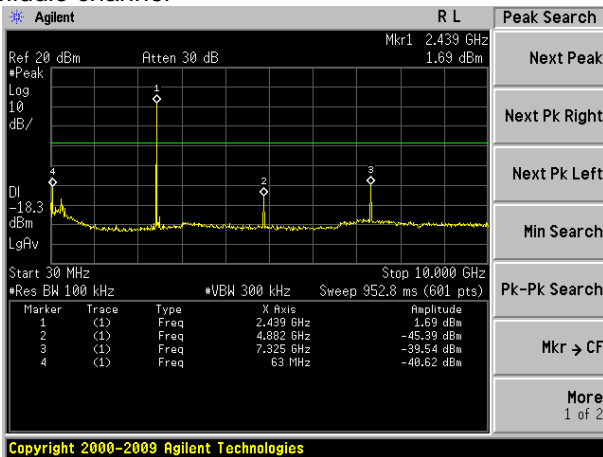 Middle channel
Agilent R L Peak Search
Mkr1 2.439 GHz
Ref 20 dBm Atten 30 dB 1.69 dBm
#Peak
Log
10
dB/
1
2
3
4
DI
-18.3
dBm
LgAv
Start 30 MHz Stop 10.000 GHz
#Res BW 100 kHz #VBW 300 kHz Sweep 952.8 ms (601 pts)
Marker Trace Type X Axis Amplitude
1 (1) Freq 2.439 GHz 1.69 dBm
2 (1) Freq 4.882 GHz -45.39 dBm
3 (1) Freq 7.325 GHz -39.54 dBm
4 (1) Freq 63 MHz -40.62 dBm
Next Peak
Next Pk Right
Next Pk Left
Min Search
Pk-Pk Search
Mkr → CF
More
1 of 2
Copyright 2000-2009 Agilent Technologies